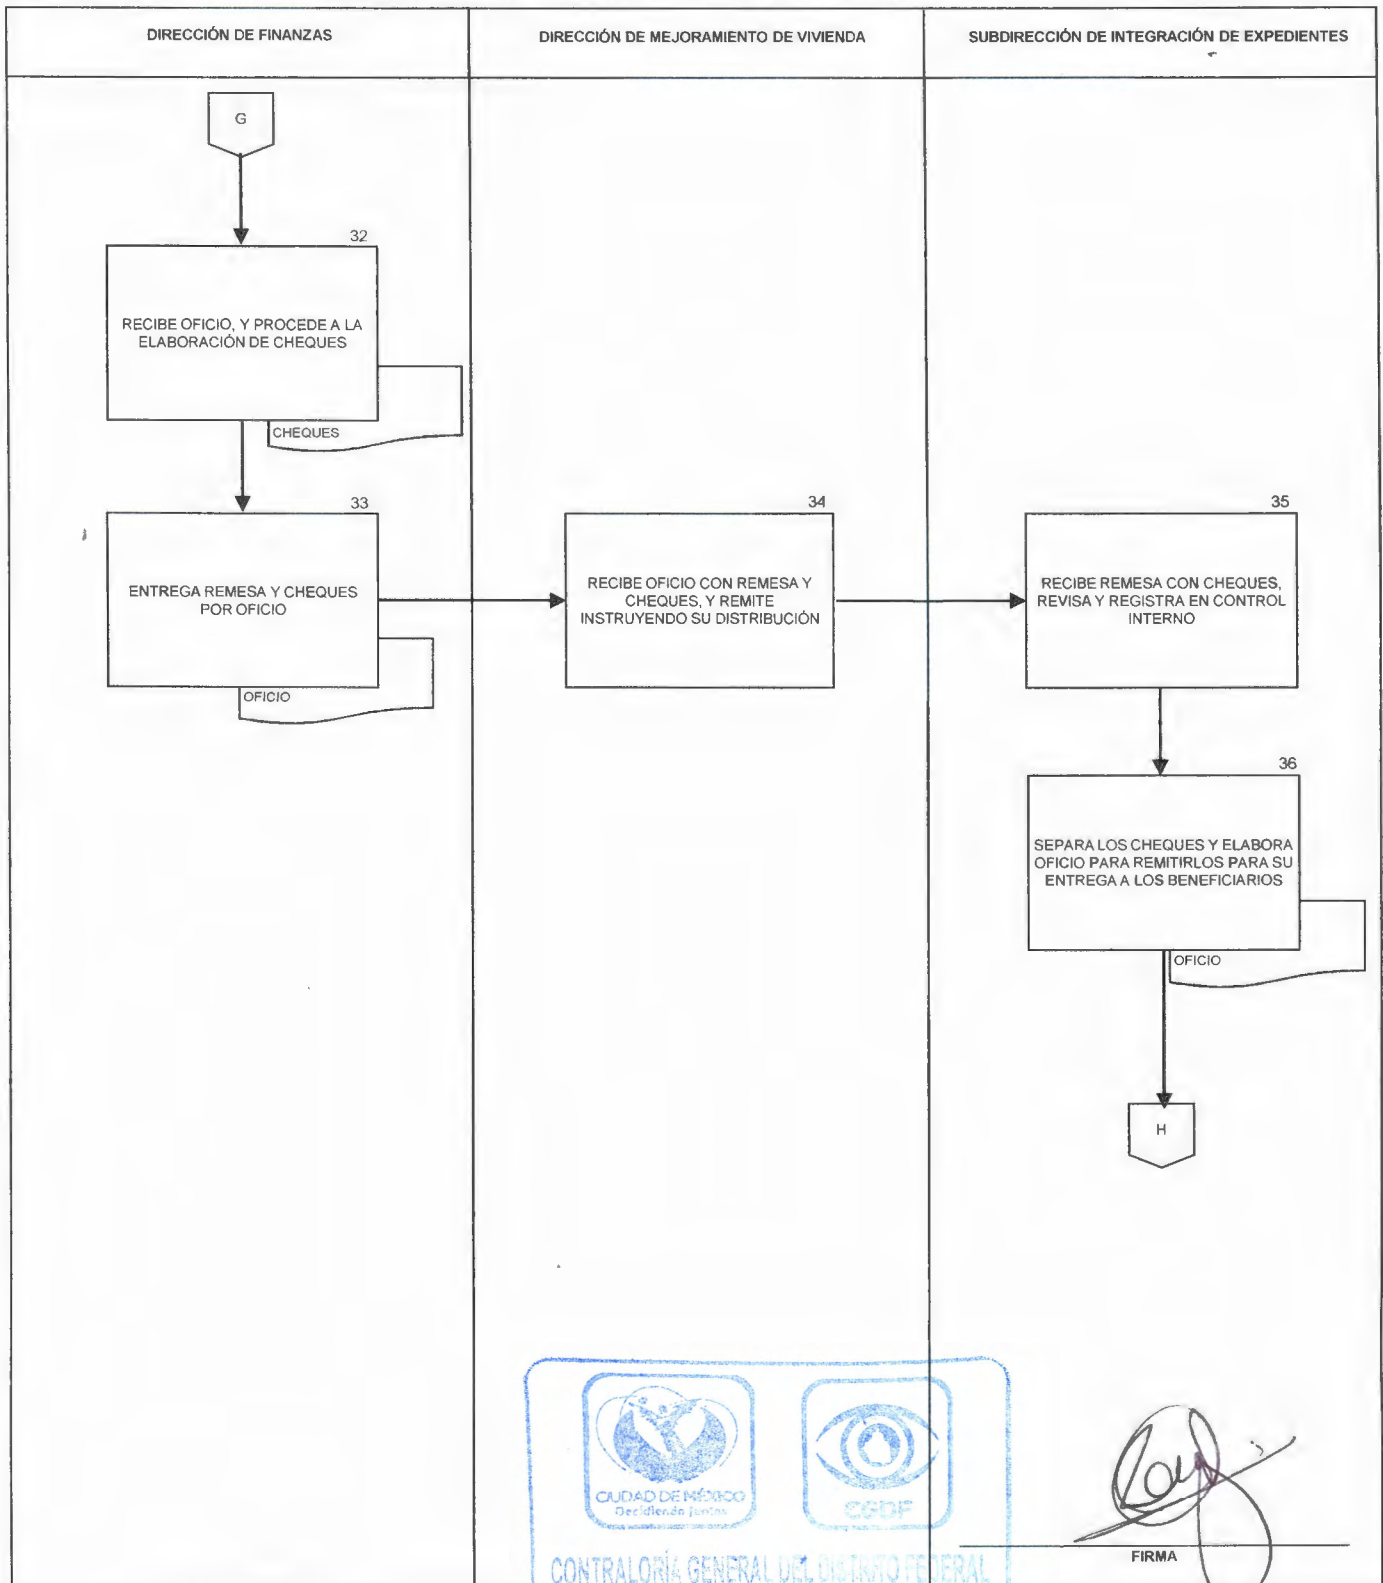 DIRECCIÓN DE FINANZAS
DIRECCIÓN DE MEJORAMIENTO DE VIVIENDA
SUBDIRECCIÓN DE INTEGRACIÓN DE EXPEDIENTES
G
32
RECIBE OFICIO, Y PROCEDE A LA
ELABORACIÓN DE CHEQUES
CHEQUES
33
ENTREGA REMESA Y CHEQUES
POR OFICIO
OFICIO
34
RECIBE OFICIO CON REMESA Y
CHEQUES, Y REMITE
INSTRUYENDO SU DISTRIBUCIÓN
35
RECIBE REMESA CON CHEQUES,
REVISA Y REGISTRA EN CONTROL
INTERNO
36
SEPARA LOS CHEQUES Y ELABORA
OFICIO PARA REMITIRLOS PARA SU
ENTREGA A LOS BENEFICIARIOS
OFICIO
H
CIUDAD DE MÉXICO
Decidiendo Juntos
CGDF
CONTRALORÍA GENERAL DEL DISTRITO FEDERAL
FIRMA